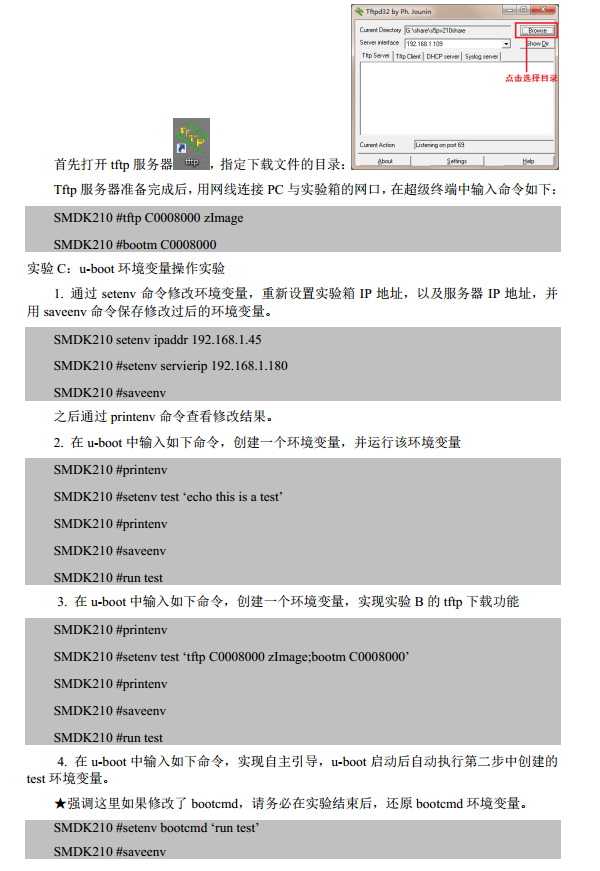 Tftpd32 by Ph. Jounin
Current Directory G:\share\s5pv210share Browse
Server interface 192.168.1.109 Show Dir
Tftp Server Tftp Client DHCP server Syslog server
点击选择目录
Current Action Listening on port 69
About Settings Help
TFTP
tftp
首先打开 tftp 服务器，指定下载文件的目录：
Tftp 服务器准备完成后，用网线连接 PC 与实验箱的网口，在超级终端中输入命令如下：
SMDK210 #tftp C0008000 zImage
SMDK210 #bootm C0008000
实验 C：u-boot 环境变量操作实验
1. 通过 setenv 命令修改环境变量，重新设置实验箱 IP 地址，以及服务器 IP 地址，并
用 saveenv 命令保存修改过后的环境变量。
SMDK210 setenv ipaddr 192.168.1.45
SMDK210 #setenv servierip 192.168.1.180
SMDK210 #saveenv
之后通过 printenv 命令查看修改结果。
2. 在 u-boot 中输入如下命令，创建一个环境变量，并运行该环境变量
SMDK210 #printenv
SMDK210 #setenv test ‘echo this is a test’
SMDK210 #printenv
SMDK210 #saveenv
SMDK210 #run test
3. 在 u-boot 中输入如下命令，创建一个环境变量，实现实验 B 的 tftp 下载功能
SMDK210 #printenv
SMDK210 #setenv test ‘tftp C0008000 zImage;bootm C0008000’
SMDK210 #printenv
SMDK210 #saveenv
SMDK210 #run test
4. 在 u-boot 中输入如下命令，实现自主引导，u-boot 启动后自动执行第二步中创建的
test 环境变量。
★强调这里如果修改了 bootcmd，请务必在实验结束后，还原 bootcmd 环境变量。
SMDK210 #setenv bootcmd ‘run test’
SMDK210 #saveenv